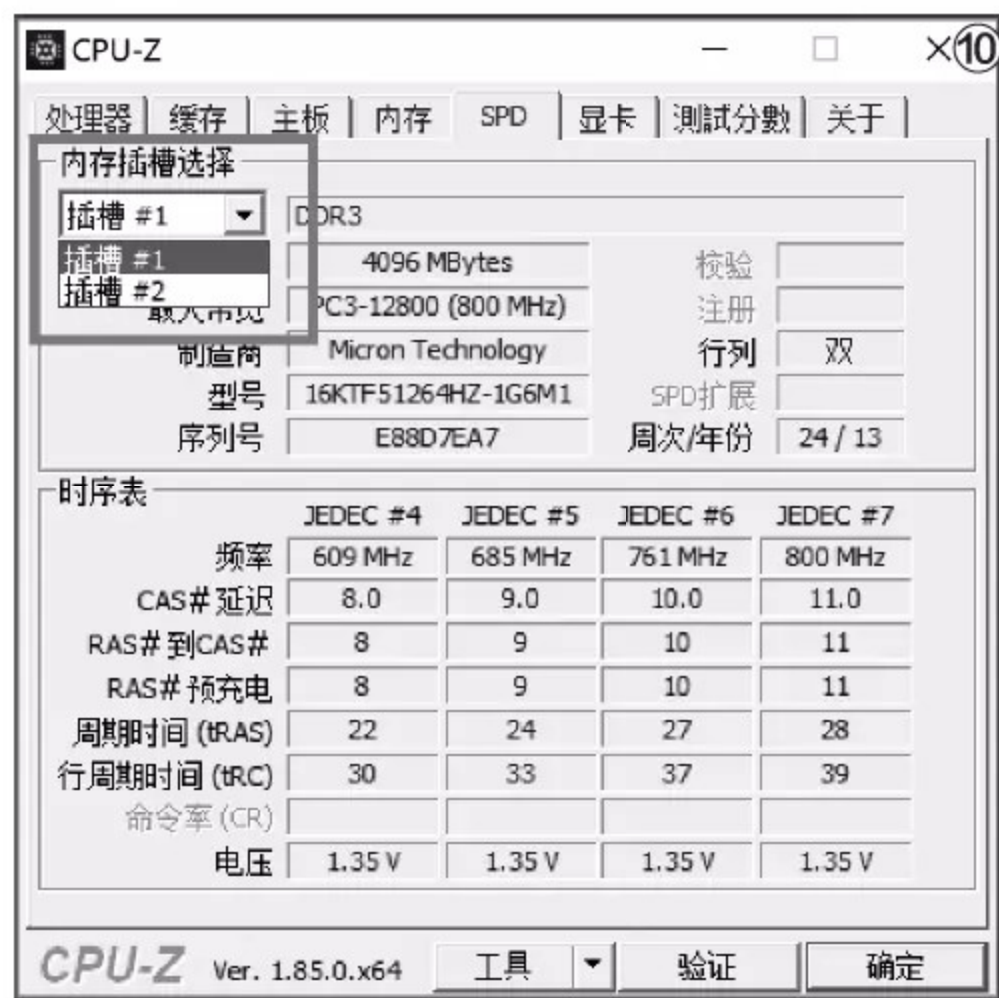 CPU-Z
⑩
处理器 缓存 主板 内存 SPD 显卡 測試分數 关于
内存插槽选择
插槽 #1 DDR3
插槽 #1 4096 MBytes 校验
插槽 #2
最大带宽 PC3-12800 (800 MHz) 注册
制造商 Micron Technology 行列 双
型号 16KTF51264HZ-1G6M1 SPD扩展
序列号 E88D7EA7 周次/年份 24 / 13
时序表
JEDEC #4 JEDEC #5 JEDEC #6 JEDEC #7
频率 609 MHz 685 MHz 761 MHz 800 MHz
CAS# 延迟 8.0 9.0 10.0 11.0
RAS# 到CAS# 8 9 10 11
RAS# 预充电 8 9 10 11
周期时间 (tRAS) 22 24 27 28
行周期时间 (tRC) 30 33 37 39
命令率 (CR)
电压 1.35 V 1.35 V 1.35 V 1.35 V
CPU-Z Ver. 1.85.0.x64 工具 验证 确定